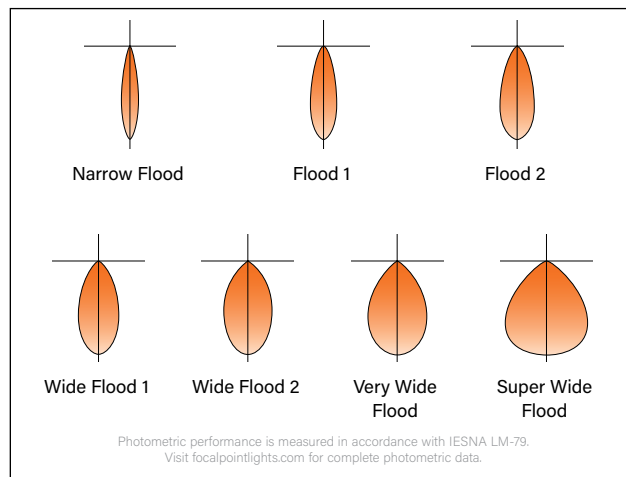 Narrow Flood
Flood 1
Flood 2
Wide Flood 1
Wide Flood 2
Very Wide
Flood
Super Wide
Flood
Photometric performance is measured in accordance with IESNA LM-79.
Visit focalpointlights.com for complete photometric data.